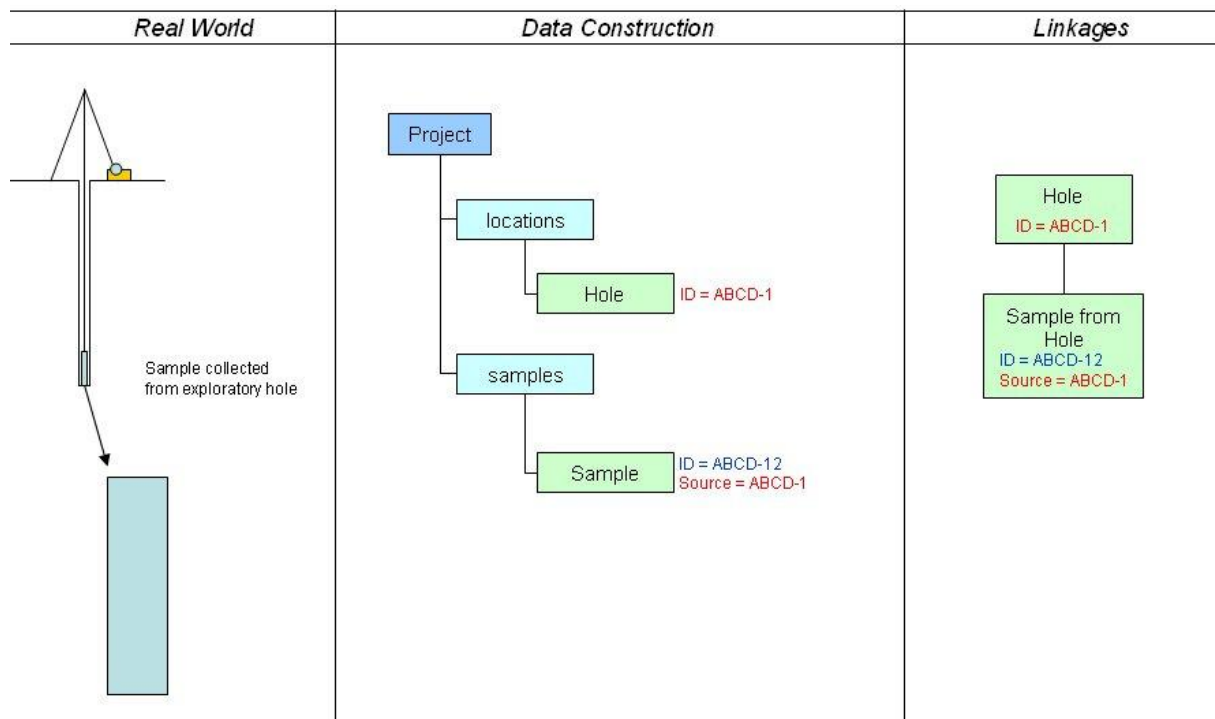 Real World
Data Construction
Linkages
Sample collected
from exploratory hole
Project
locations
Hole
ID = ABCD-1
samples
Sample
ID = ABCD-12
Source = ABCD-1
Hole
ID = ABCD-1
Sample from
Hole
ID = ABCD-12
Source = ABCD-1